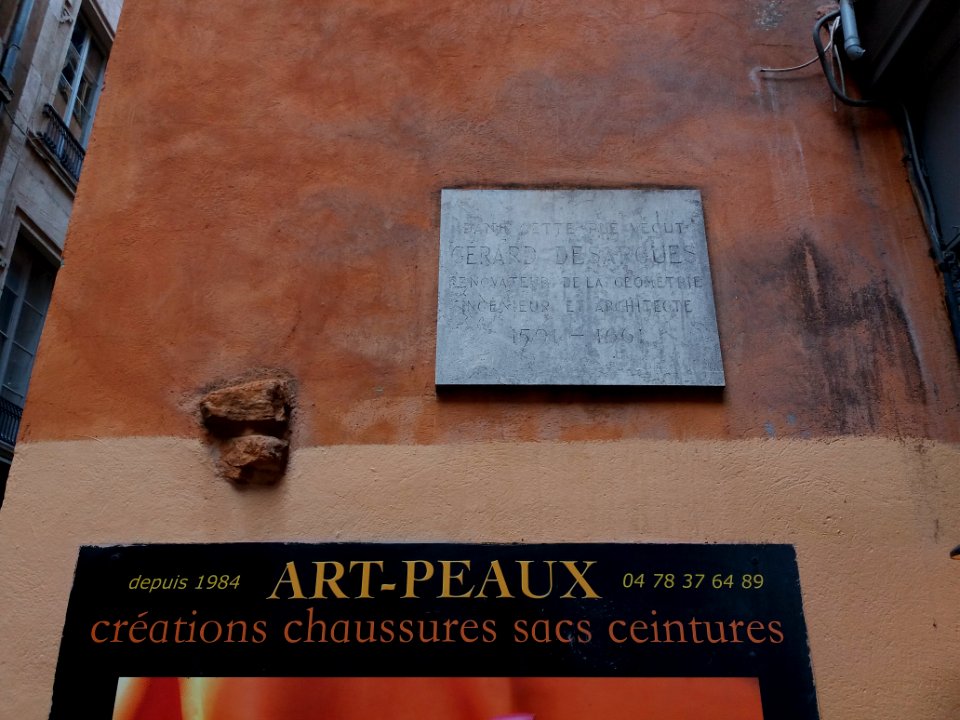 DANS CETTE RUE VECUT
GERARD DESARGUES
RENOVATEUR DE LA GEOMETRIE
INGENIEUR ET ARCHITECTE
1591 - 1661
depuis 1984 ART-PEAUX 04 78 37 64 89
créations chaussures sacs ceintures